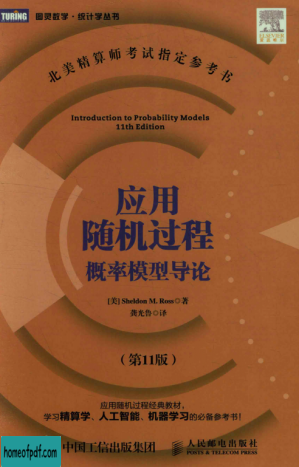 TURING
图灵数学·统计学丛书
ELSEVIER
北美精算师考试指定参考书
Introduction to Probability Models
11th Edition
应用
随机过程
概率模型导论
[美] Sheldon M. Ross 著
龚光鲁 译
(第11版)
应用随机过程经典教材,
学习精算学、人工智能、机器学习的必备参考书!
中国工信出版集团
人民邮电出版社
POSTS & TELECOM PRESS
homeofpdf.com